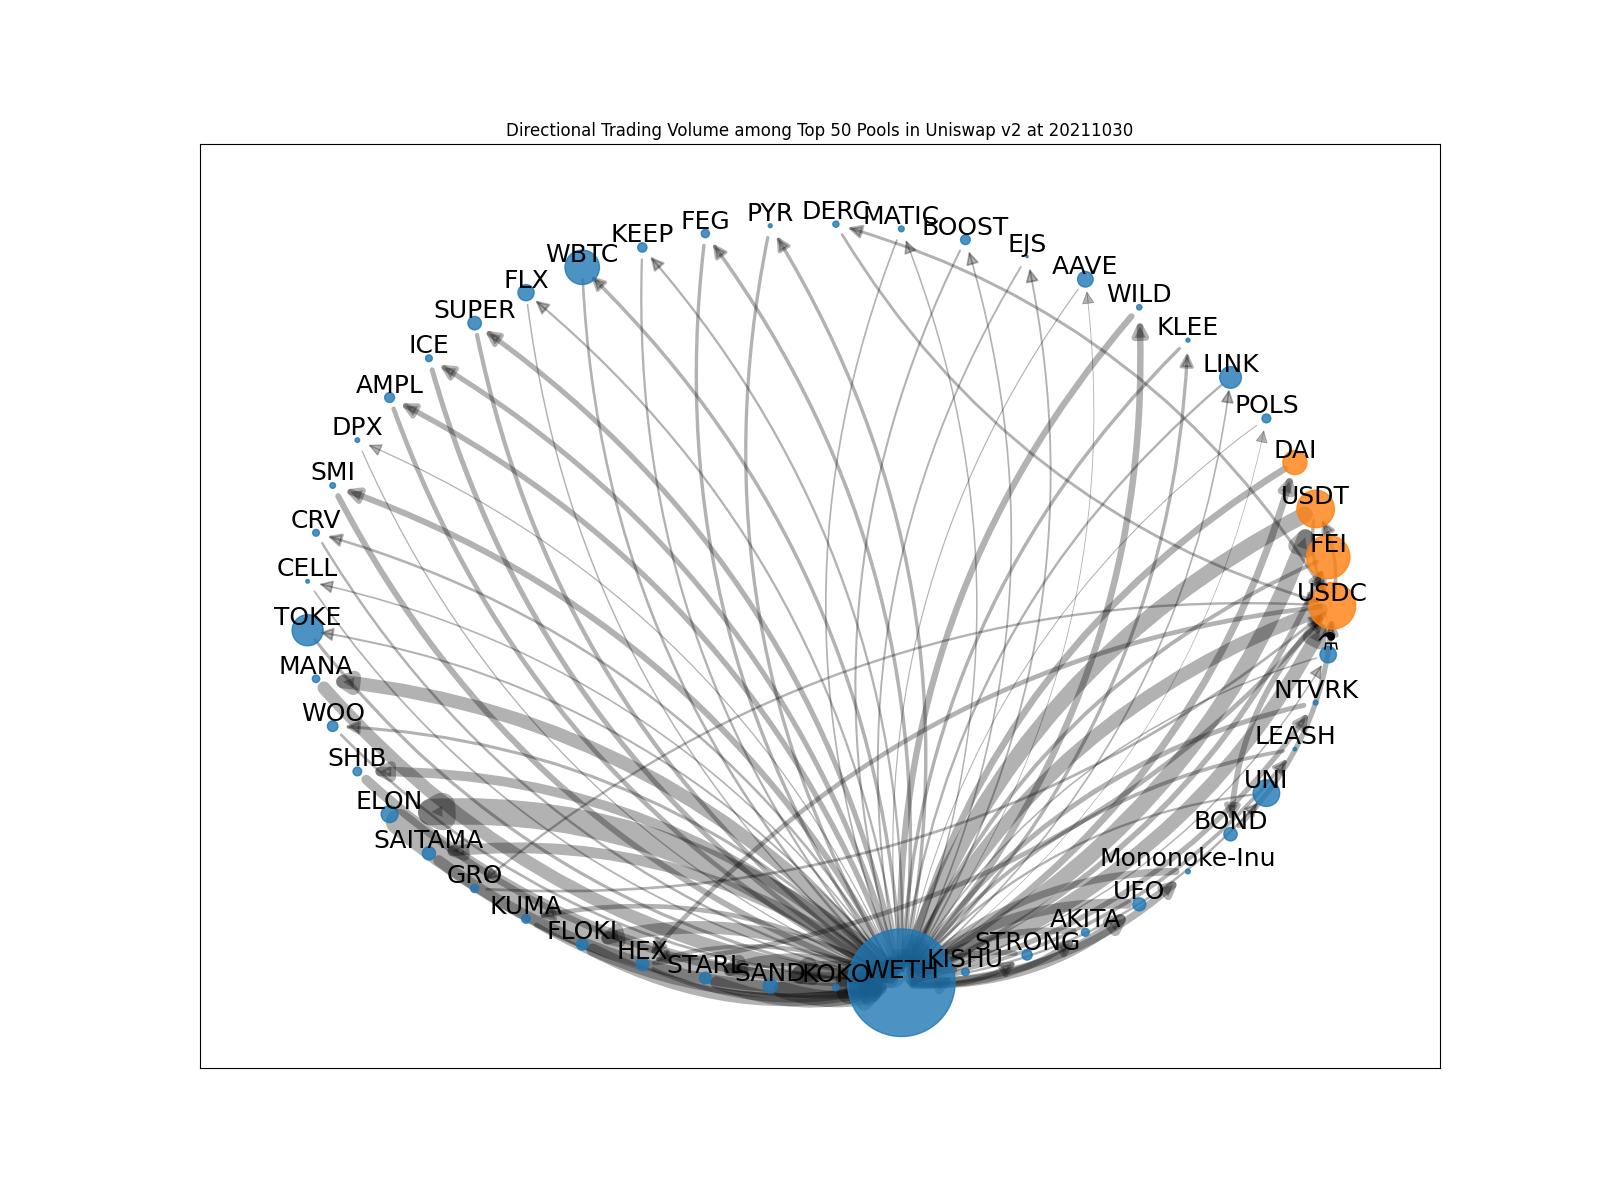 Directional Trading Volume among Top 50 Pools in Uniswap v2 at 20211030
PYR
DERC
MATIC
FEG
BOOST
KEEP
EJS
WBTC
AAVE
FLX
WILD
SUPER
KLEE
ICE
LINK
AMPL
POLS
DPX
DAI
SMI
USDT
CRV
FEI
CELL
USDC
TOKE
⚗
MANA
NTVRK
WOO
LEASH
SHIB
UNI
ELON
BOND
SAITAMA
Mononoke-Inu
GRO
UFO
KUMA
AKITA
FLOKI
STRONG
HEX
KISHU
STARL
SAND
KOKO
WETH